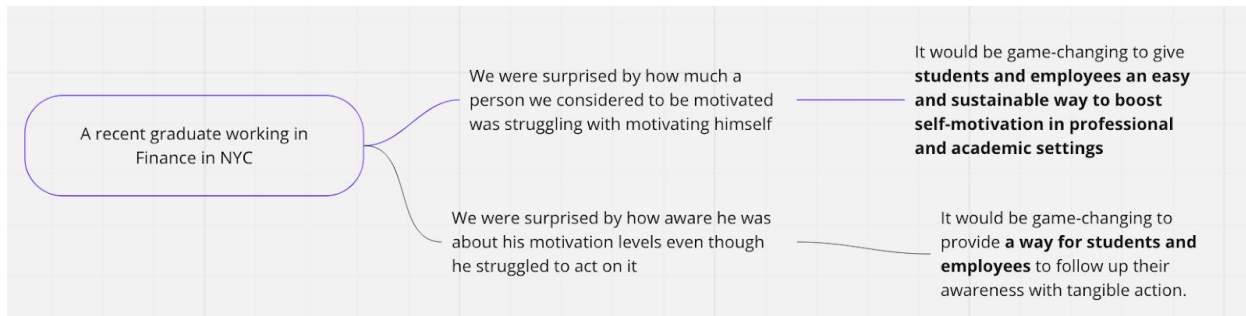 A recent graduate working in
Finance in NYC
We were surprised by how much a
person we considered to be motivated
was struggling with motivating himself
It would be game-changing to give
students and employees an easy
and sustainable way to boost
self-motivation in professional
and academic settings
We were surprised by how aware he was
about his motivation levels even though
he struggled to act on it
It would be game-changing to
provide a way for students and
employees to follow up their
awareness with tangible action.